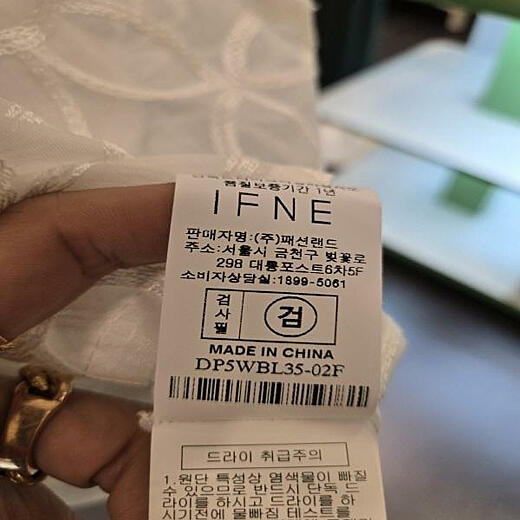 품질보증기간 1년
IFNE
판매자명:(주)패션랜드
주소:서울시 금천구 벚꽃로
298 대륭포스트6차5F
소비자상담실:1899-5061
검사필
검
MADE IN CHINA
DP5WBL35-02F
드라이 취급주의
1.원단 특성상 염색물이 빠질
수 있으므로 반드시 단독 드
라이를 하시고 드라이를 하
시기전에 물빠짐 테스트를